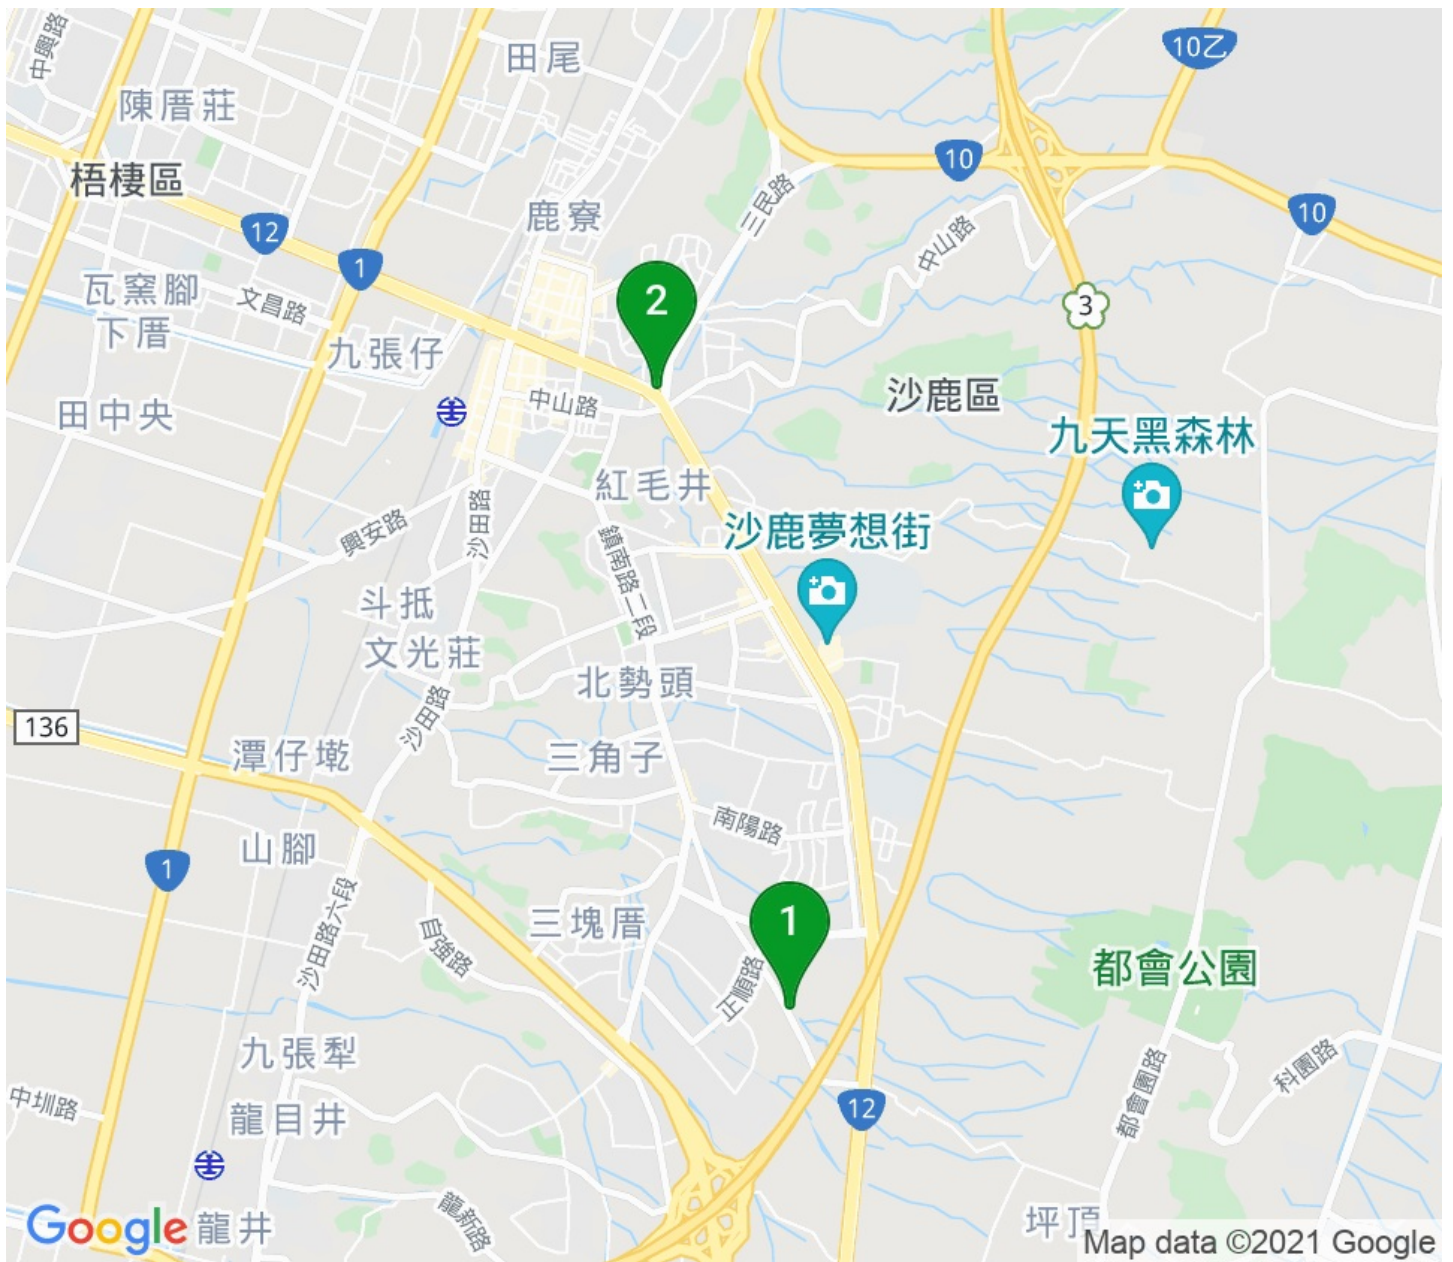 中興路
田尾
10乙
陳厝莊
10
梧棲區
三民路
10
鹿寮
12
中山路
1
瓦窯腳
2
3
文昌路
下厝
九張仔
沙鹿區
中山路
田中央
九天黑森林
紅毛井
沙田路
興安路
沙鹿夢想街
鎮南路二段
斗抵
文光莊
北勢頭
沙田路
136
潭仔墘
三角子
南陽路
山腳
1
沙田路六段
三塊厝
1
自強路
正順路
都會公園
九張犁
科園路
都會園路
中圳路
龍目井
12
龍新路
坪頂
Google
龍井
Map data ©2021 Google